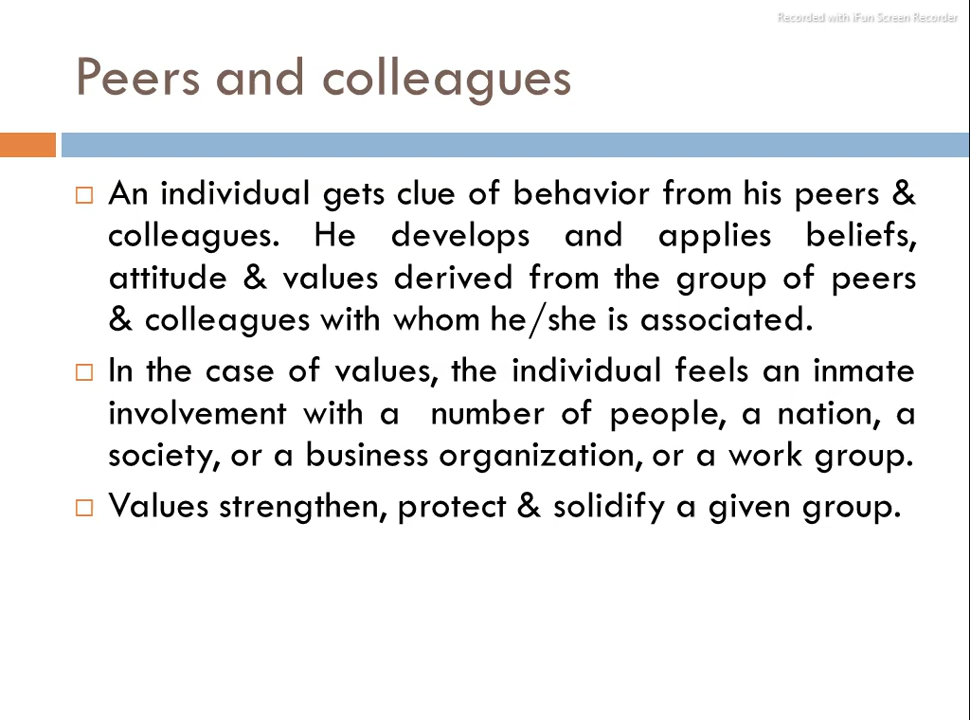 Recorded with iFun Screen Recorder
Peers and colleagues
An individual gets clue of behavior from his peers &
colleagues. He develops and applies beliefs,
attitude & values derived from the group of peers
& colleagues with whom he/she is associated.
In the case of values, the individual feels an inmate
involvement with a number of people, a nation, a
society, or a business organization, or a work group.
Values strengthen, protect & solidify a given group.